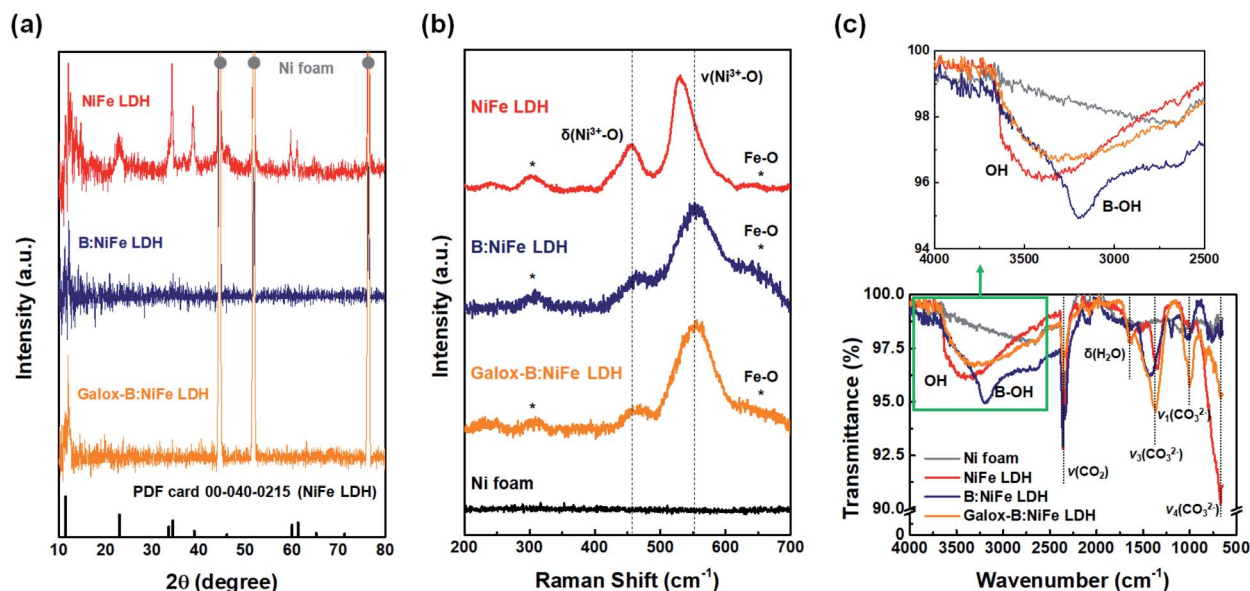 (a)
Ni foam
NiFe LDH
B:NiFe LDH
Galox-B:NiFe LDH
PDF card 00-040-0215 (NiFe LDH)
Intensity (a.u.)
10 20 30 40 50 60 70 80
2θ (degree)
(b)
ν(Ni³⁺-O)
NiFe LDH
δ(Ni³⁺-O)
Fe-O
*
*
B:NiFe LDH
Fe-O
*
*
Galox-B:NiFe LDH
Fe-O
*
*
Ni foam
Intensity (a.u.)
200 300 400 500 600 700
Raman Shift (cm⁻¹)
(c)
100
98
96
94
OH
B-OH
4000 3500 3000 2500
100.0
97.5
95.0
92.5
90.0
0.0
Transmittance (%)
OH
B-OH
δ(H₂O)
ν₁(CO₃²⁻)
ν₃(CO₃²⁻)
ν(CO₂)
ν₄(CO₃²⁻)
Ni foam
NiFe LDH
B:NiFe LDH
Galox-B:NiFe LDH
4000 3500 3000 2500 2000 1500 1000 500
Wavenumber (cm⁻¹)